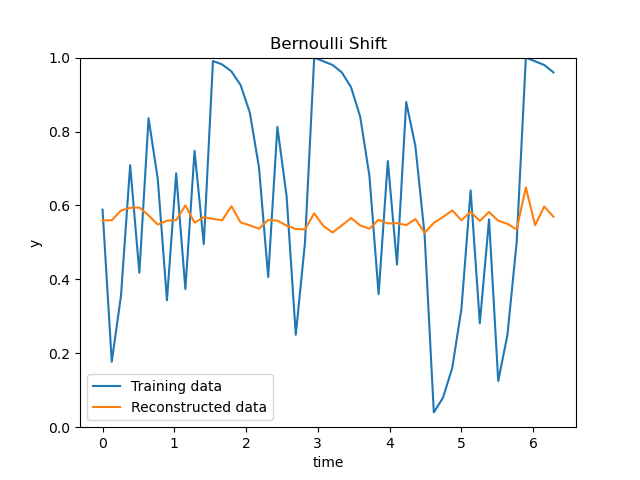 Bernoulli Shift
1.0
0.8
0.6
0.4
0.2
0.0
y
Training data
Reconstructed data
0 1 2 3 4 5 6
time